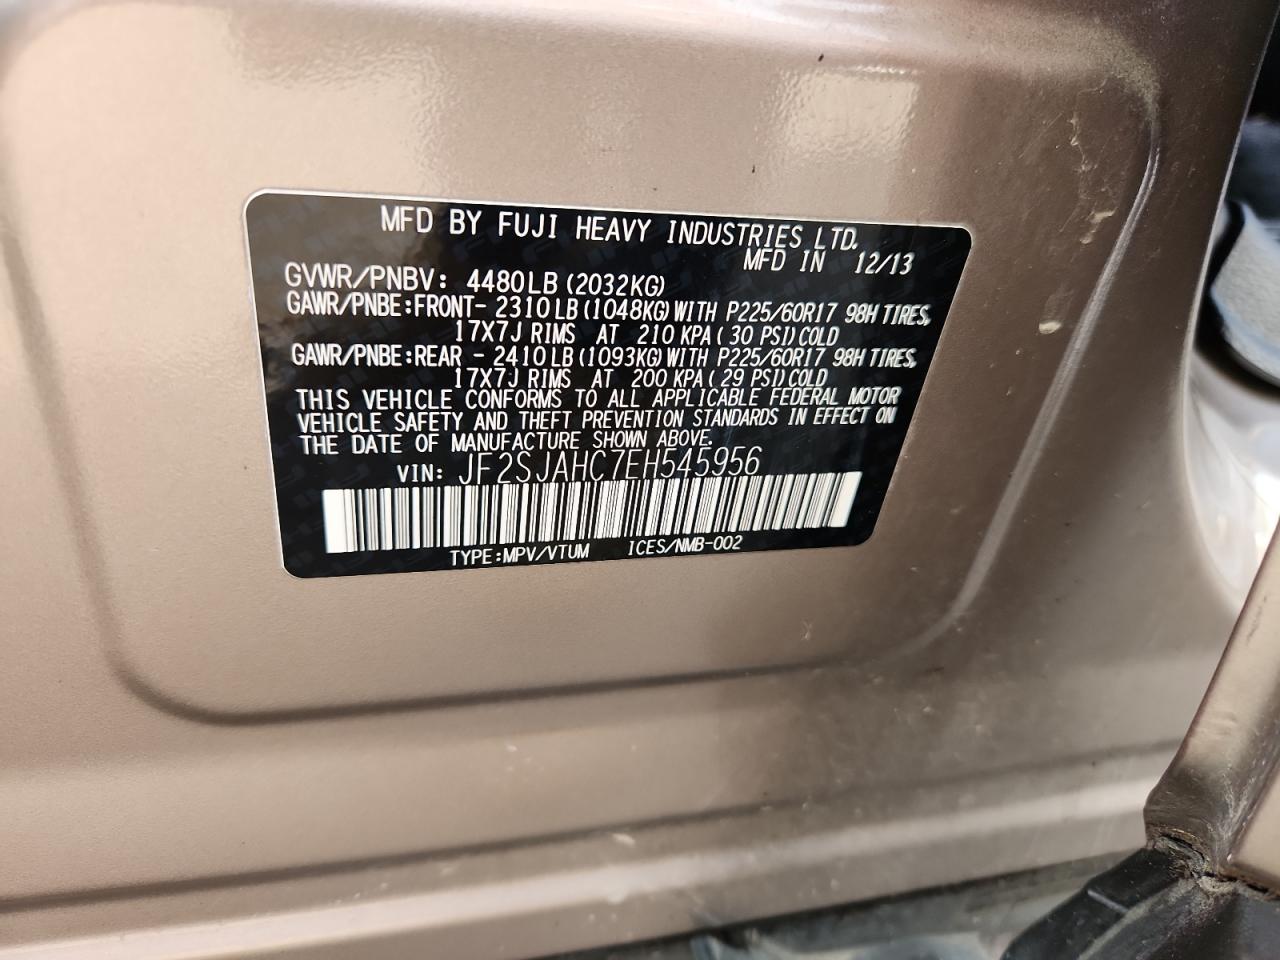 MFD BY FUJI HEAVY INDUSTRIES LTD.
MFD IN 12/13
GVWR/PNBV: 4480LB(2032KG)
GAWR/PNBE:FRONT- 2310LB(1048KG)WITH P225/60R17 98H TIRES,
17X7J RIMS AT 210 KPA( 30 PSI)COLD
GAWR/PNBE:REAR - 2410LB(1093KG)WITH P225/60R17 98H TIRES,
17X7J RIMS AT 200 KPA( 29 PSI)COLD
THIS VEHICLE CONFORMS TO ALL APPLICABLE FEDERAL MOTOR
VEHICLE SAFETY AND THEFT PREVENTION STANDARDS IN EFFECT ON
THE DATE OF MANUFACTURE SHOWN ABOVE.
VIN: JF2SJAHC7EH545956
TYPE:MPV/VTUM ICES/NMB-002